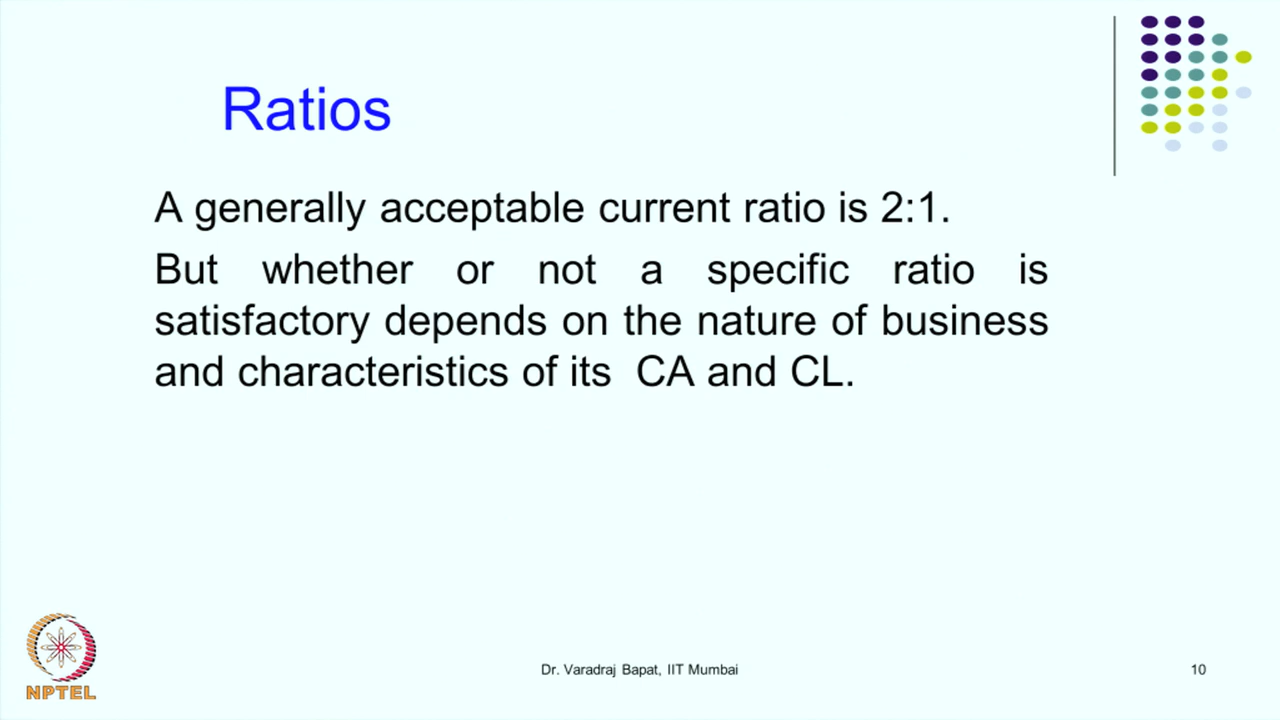 Ratios
A generally acceptable current ratio is 2:1.
But whether or not a specific ratio is
satisfactory depends on the nature of business
and characteristics of its CA and CL.
NPTEL
Dr. Varadraj Bapat, IIT Mumbai
10